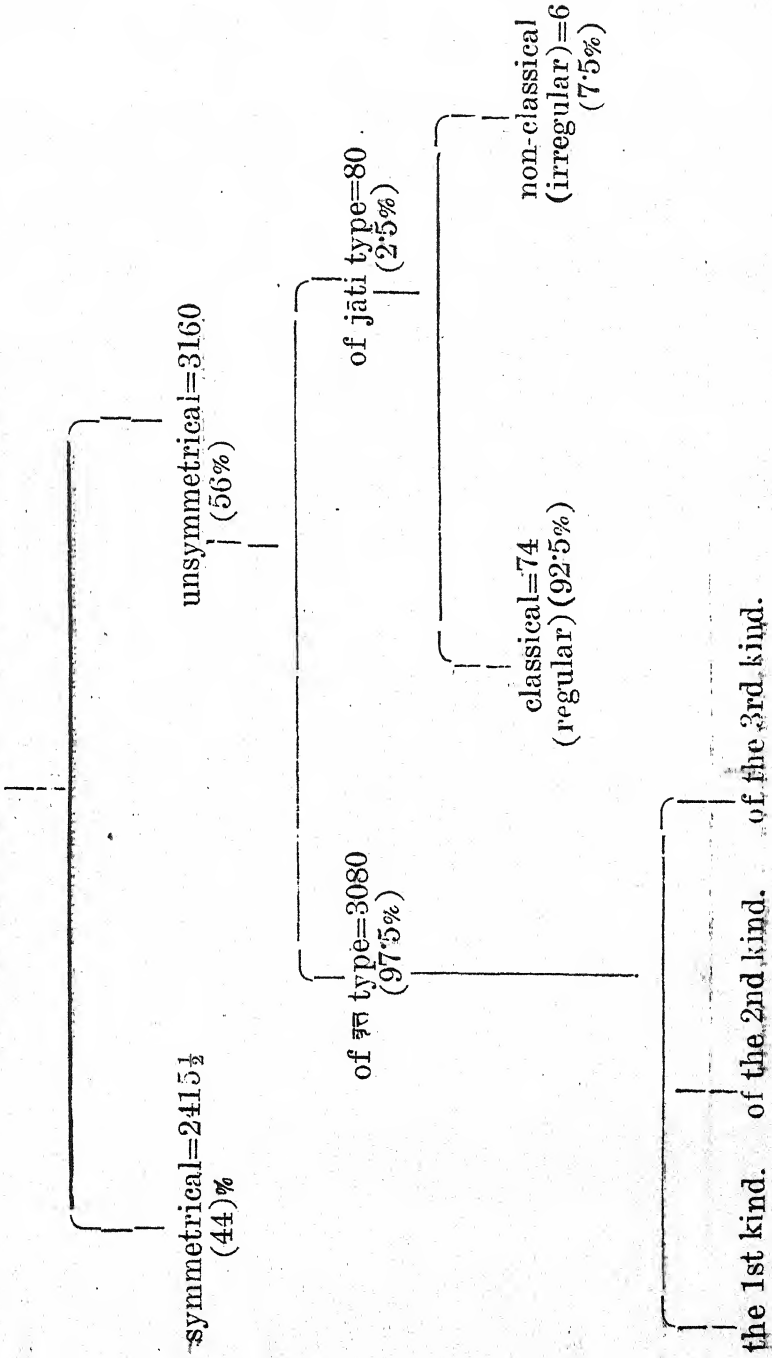 symmetrical=2415½
(44)%
unsymmetrical=3160
(56%)
of वृत्त type=3080
(97·5%)
of jāti type=80
(2·5%)
classical=74
(regular) (92·5%)
non-classical
(irregular)=6
(7·5%)
the 1st kind. of the 2nd kind. of the 3rd kind.